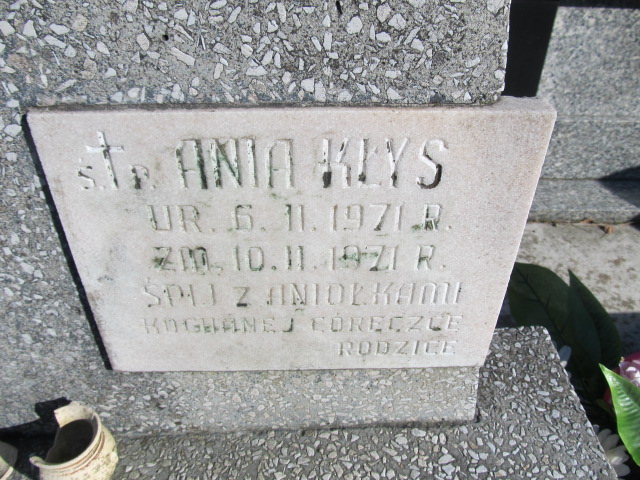 Ś. † P. ANIA KŁYS
UR. 6. 11. 1971 R.
ZM. 10. 11. 1971 R.
ŚPIJ Z ANIOŁKAMI
KOCHANEJ CÓRECZCE
RODZICE